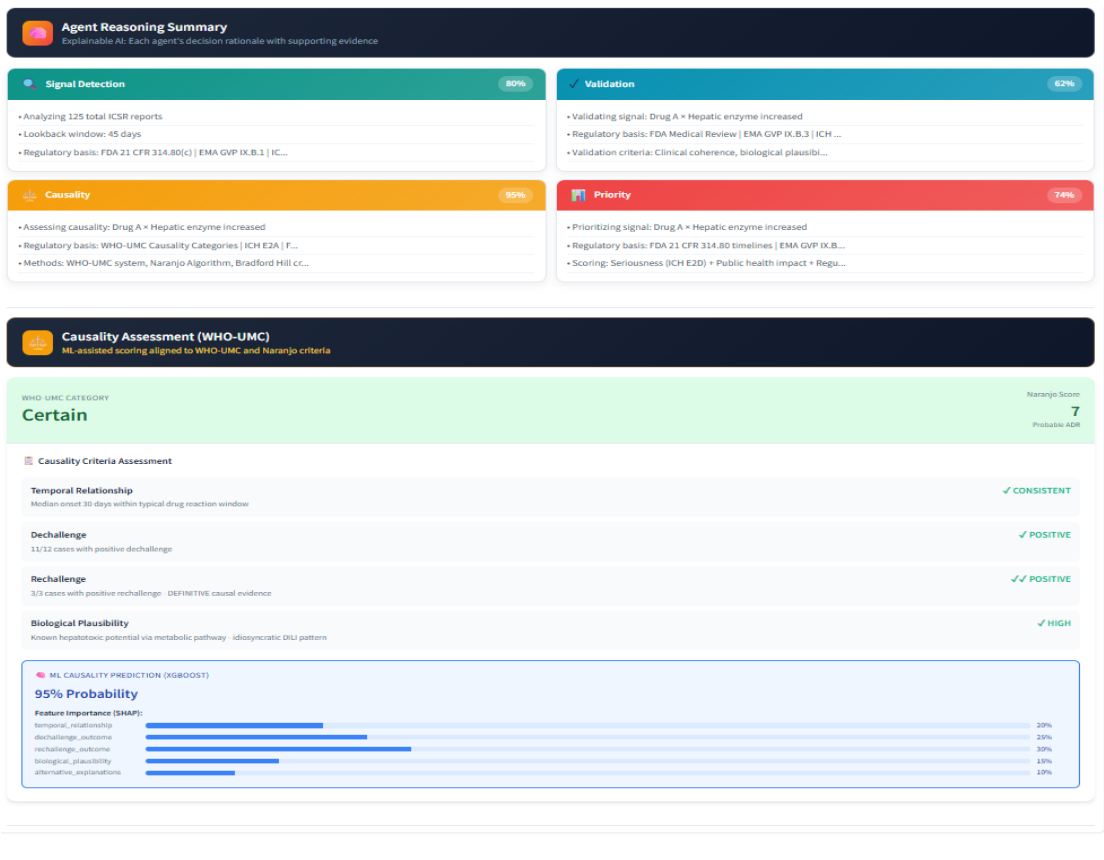 Agent Reasoning Summary
Explainable AI: Each agent's decision rationale with supporting evidence
Signal Detection
80%
• Analyzing 125 total ICSR reports
• Lookback window: 45 days
• Regulatory basis: FDA 21 CFR 314.80(c) | EMA GVP IX.B.1 | IC...
Validation
62%
• Validating signal: Drug A × Hepatic enzyme increased
• Regulatory basis: FDA Medical Review | EMA GVP IX.B.3 | ICH ...
• Validation criteria: Clinical coherence, biological plausibi...
Causality
95%
• Assessing causality: Drug A × Hepatic enzyme increased
• Regulatory basis: WHO-UMC Causality Categories | ICH E2A | F...
• Methods: WHO-UMC system, Naranjo Algorithm, Bradford Hill cr...
Priority
74%
• Prioritizing signal: Drug A × Hepatic enzyme increased
• Regulatory basis: FDA 21 CFR 314.80 timelines | EMA GVP IX.B...
• Scoring: Seriousness (ICH E2D) + Public health impact + Regu...
Causality Assessment (WHO-UMC)
ML-assisted scoring aligned to WHO-UMC and Naranjo criteria
WHO-UMC CATEGORY
Certain
Naranjo Score
7
Probable ADR
Causality Criteria Assessment
Temporal Relationship
✓ CONSISTENT
Median onset 30 days within typical drug reaction window
Dechallenge
✓ POSITIVE
11/12 cases with positive dechallenge
Rechallenge
✓✓ POSITIVE
3/3 cases with positive rechallenge · DEFINITIVE causal evidence
Biological Plausibility
✓ HIGH
Known hepatotoxic potential via metabolic pathway · idiosyncratic DILI pattern
ML CAUSALITY PREDICTION (XGBOOST)
95% Probability
Feature Importance (SHAP):
temporal_relationship 20%
dechallenge_outcome 25%
rechallenge_outcome 30%
biological_plausibility 15%
alternative_explanations 10%